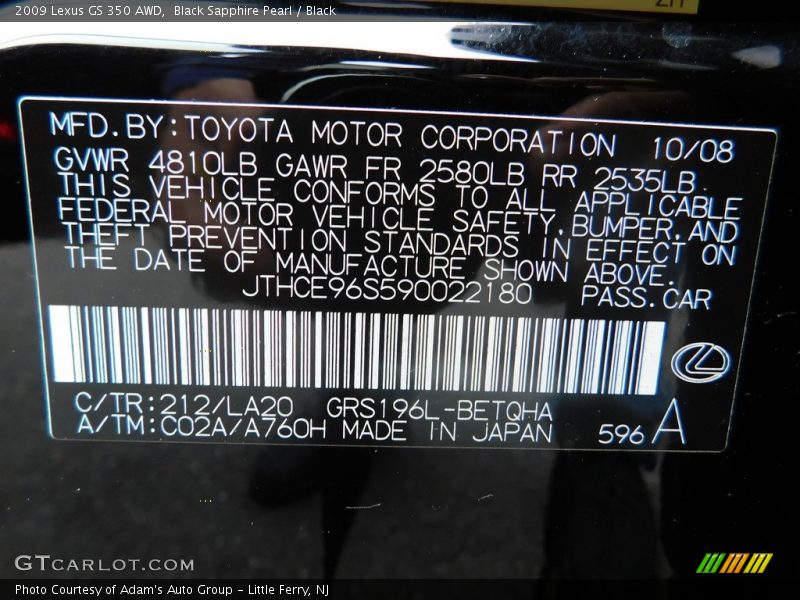 2009 Lexus GS 350 AWD, Black Sapphire Pearl / Black
MFD.BY:TOYOTA MOTOR CORPORATION 10/08
GVWR 4810LB GAWR FR 2580LB RR 2535LB
THIS VEHICLE CONFORMS TO ALL APPLICABLE
FEDERAL MOTOR VEHICLE SAFETY,BUMPER,AND
THEFT PREVENTION STANDARDS IN EFFECT ON
THE DATE OF MANUFACTURE SHOWN ABOVE.
JTHCE96S590022180 PASS.CAR
C/TR:212/LA20 GRS196L-BETQHA
A/TM:C02A/A760H MADE IN JAPAN 596 A
GTCARLOT.COM
Photo Courtesy of Adam's Auto Group - Little Ferry, NJ